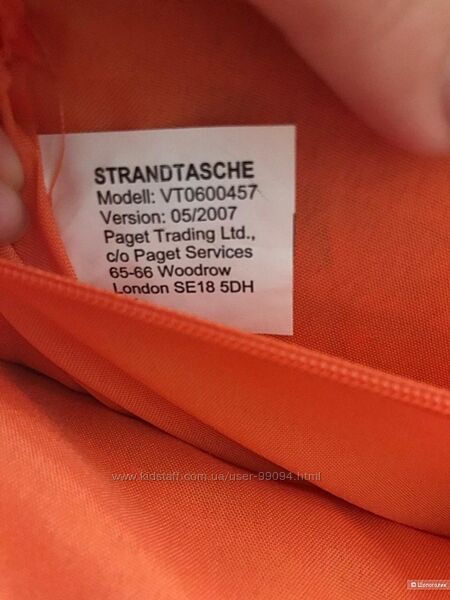 STRANDTASCHE
Modell: VT0600457
Version: 05/2007
Paget Trading Ltd.,
c/o Paget Services
65-66 Woodrow
London SE18 5DH
www.kidstaff.com.ua/user-99094.html
Шопоголик